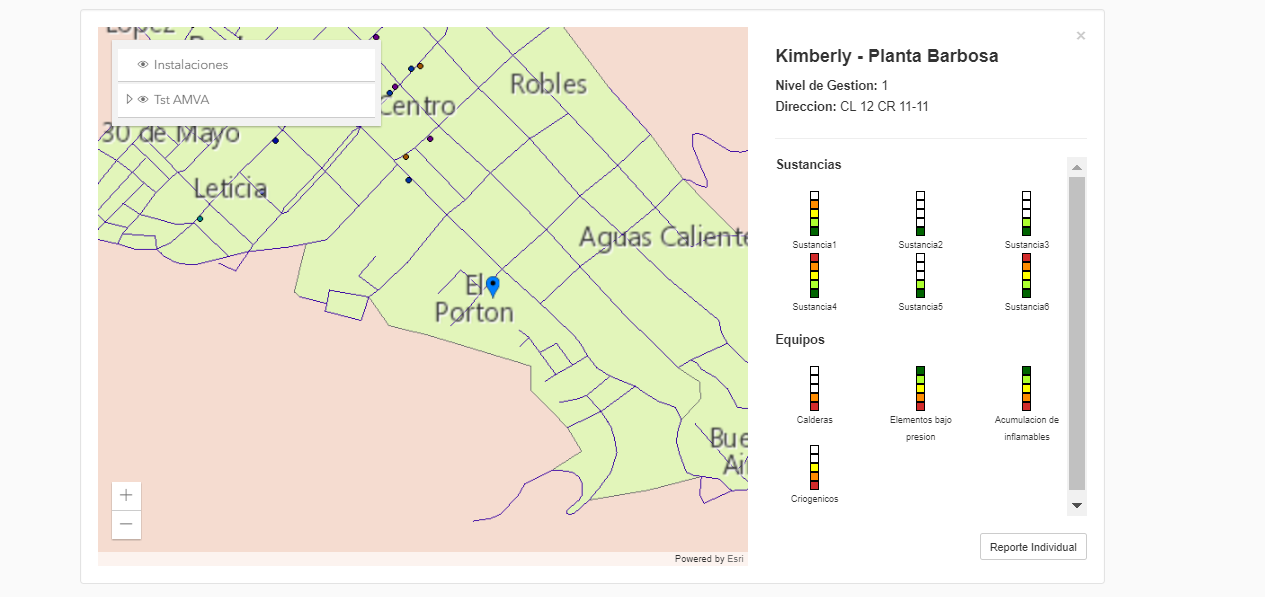 Instalaciones
Tst AMVA
Centro
Robles
30 de Mayo
Leticia
Aguas Caliente
El
Porton
Bue
Ai
+
−
Powered by Esri
×
Kimberly - Planta Barbosa
Nivel de Gestion: 1
Direccion: CL 12 CR 11-11
Sustancias
Sustancia1 Sustancia2 Sustancia3
Sustancia4 Sustancia5 Sustancia6
Equipos
Calderas Elementos bajo Acumulacion de
presion inflamables
Criogenicos
Reporte Individual